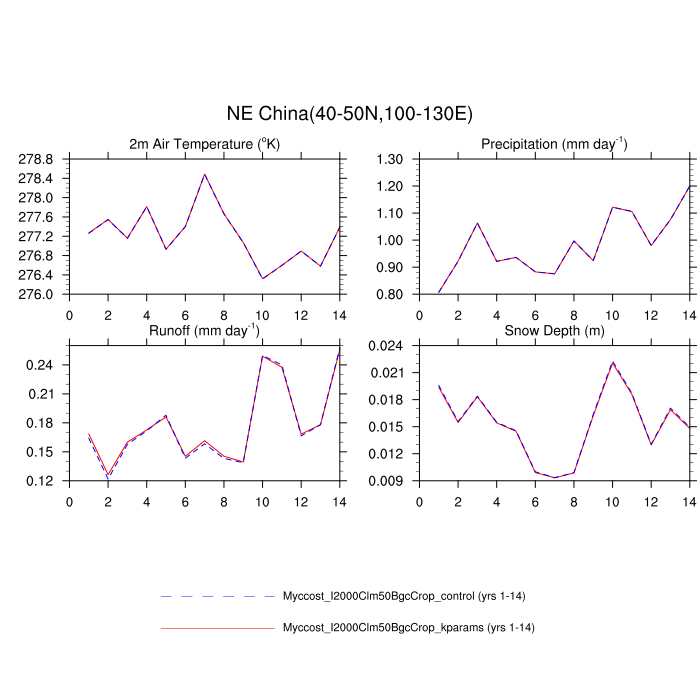 NE China(40-50N,100-130E)
2m Air Temperature (°K)
278.8
278.4
278.0
277.6
277.2
276.8
276.4
276.0
0 2 4 6 8 10 12 14
Precipitation (mm day-1)
1.30
1.20
1.10
1.00
0.90
0.80
0 2 4 6 8 10 12 14
Runoff (mm day-1)
0.24
0.21
0.18
0.15
0.12
0 2 4 6 8 10 12 14
Snow Depth (m)
0.024
0.021
0.018
0.015
0.012
0.009
0 2 4 6 8 10 12 14
Myccost_I2000Clm50BgcCrop_control (yrs 1-14)
Myccost_I2000Clm50BgcCrop_kparams (yrs 1-14)